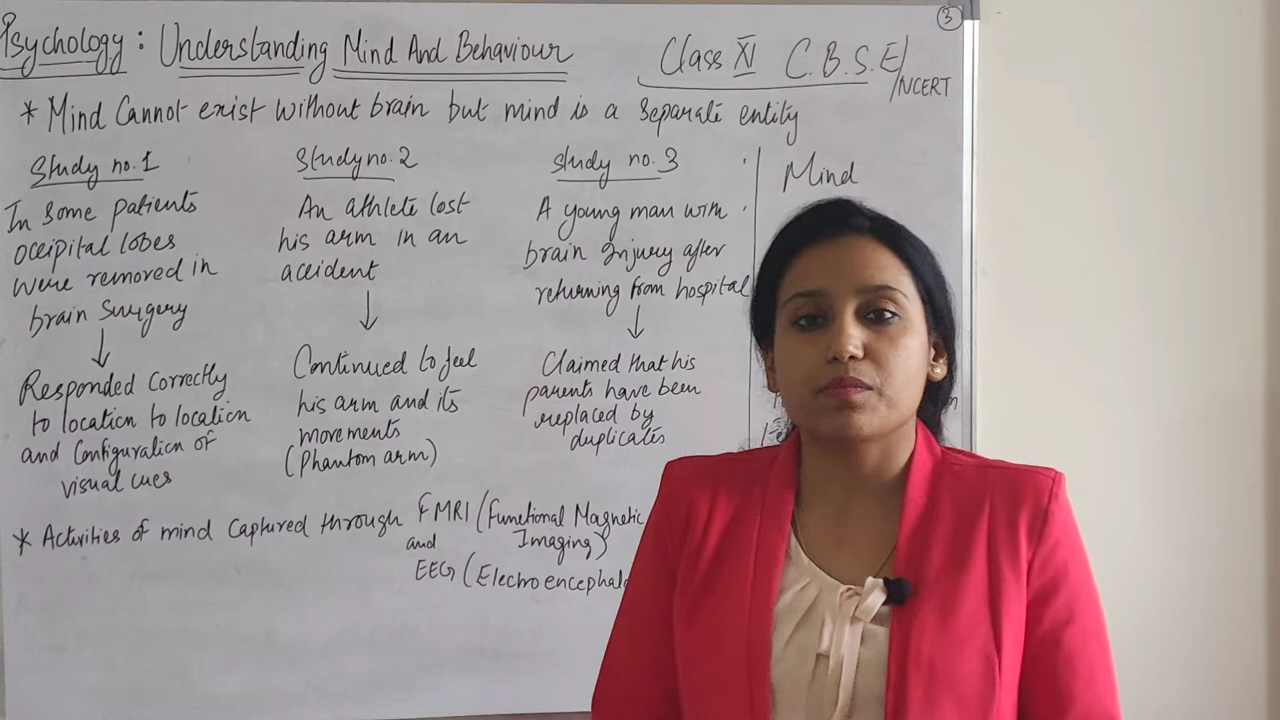 Psychology : Understanding Mind And Behaviour
Class XI C.B.S.E/NCERT
3
* Mind Cannot exist without brain but mind is a separate entity
Study no. 1
In some patients
occipital lobes
were removed in
brain surgery
↓
Responded Correctly
to location to location
and Configuration of
visual cues
Study no. 2
An athlete lost
his arm in an
accident
↓
Continued to feel
his arm and its
movements
(Phantom arm)
Study no. 3
A young man with
brain Injury after
returning from hospital
↓
Claimed that his
parents have been
replaced by
duplicates
Mind
* Activities of mind Captured through FMRI (Functional Magnetic
Imaging)
and
EEG (Electroencephalo